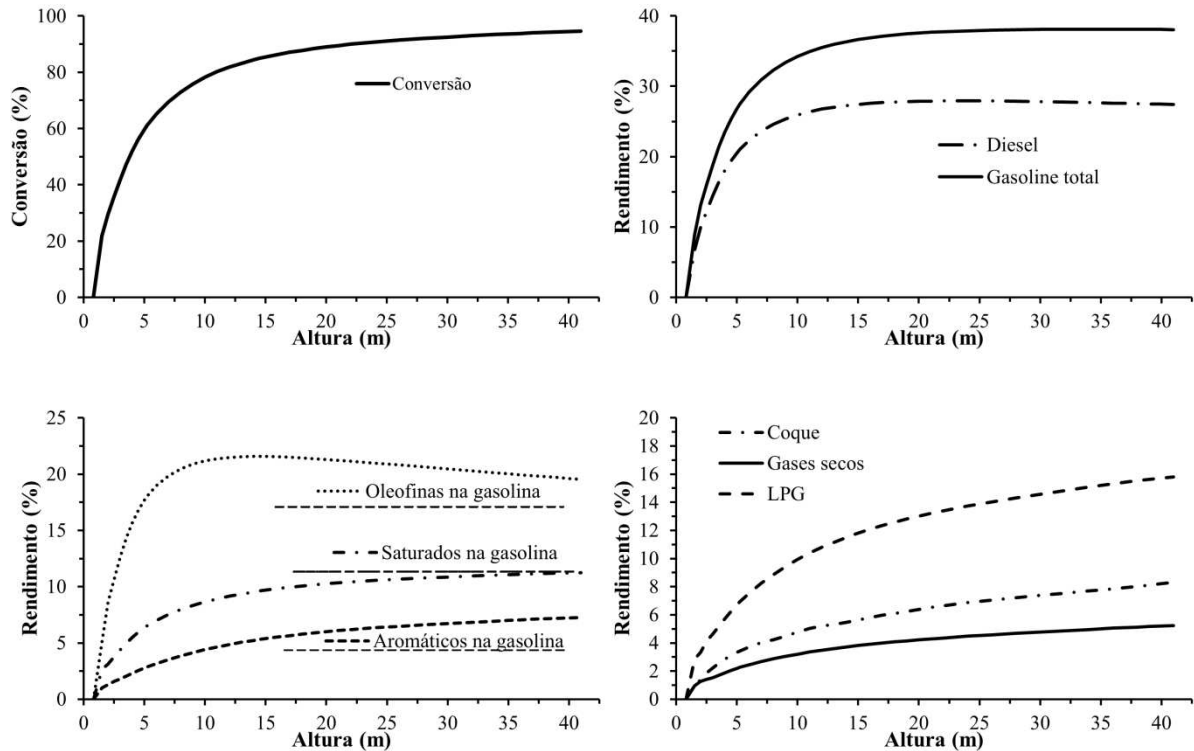 100
80
60
40
20
0
Conversão (%)
Conversão
0 5 10 15 20 25 30 35 40
Altura (m)
40
30
20
10
0
Rendimento (%)
Diesel
Gasoline total
0 5 10 15 20 25 30 35 40
Altura (m)
25
20
15
10
5
0
Rendimento (%)
Oleofinas na gasolina
Saturados na gasolina
Aromáticos na gasolina
0 5 10 15 20 25 30 35 40
Altura (m)
20
18
16
14
12
10
8
6
4
2
0
Rendimento (%)
Coque
Gases secos
LPG
0 5 10 15 20 25 30 35 40
Altura (m)